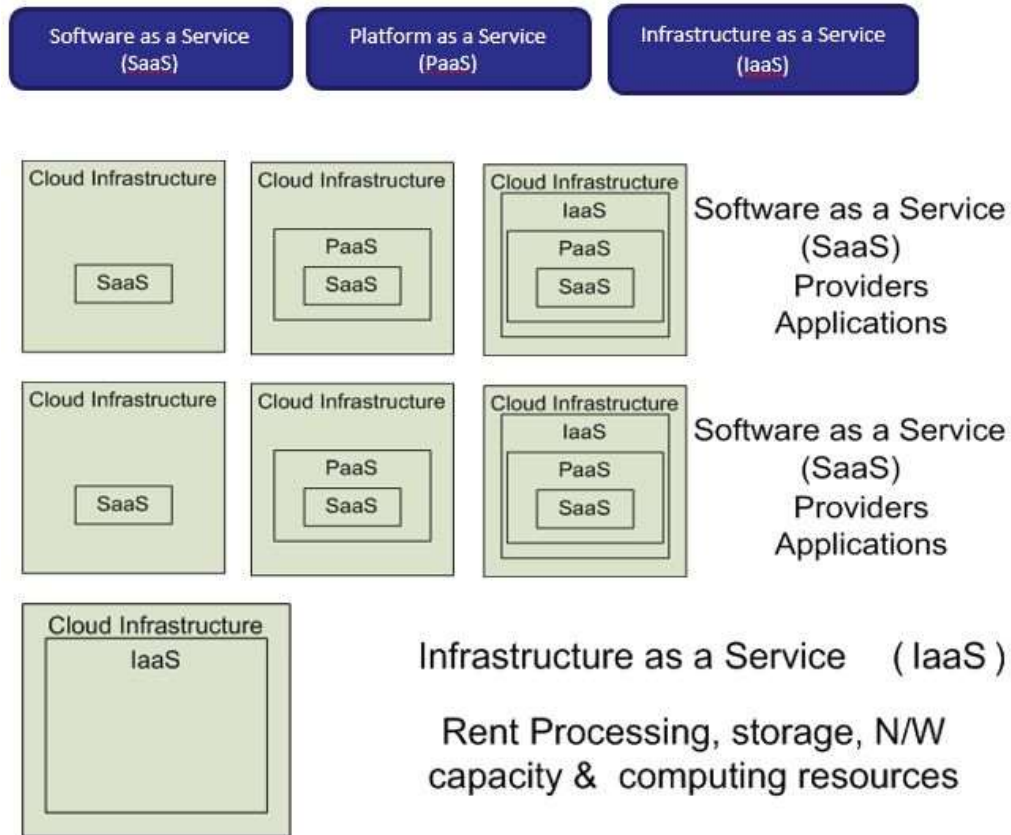 Software as a Service
(SaaS)
Platform as a Service
(PaaS)
Infrastructure as a Service
(IaaS)
Cloud Infrastructure
SaaS
Cloud Infrastructure
PaaS
SaaS
Cloud Infrastructure
IaaS
PaaS
SaaS
Software as a Service
(SaaS)
Providers
Applications
Cloud Infrastructure
SaaS
Cloud Infrastructure
PaaS
SaaS
Cloud Infrastructure
IaaS
PaaS
SaaS
Software as a Service
(SaaS)
Providers
Applications
Cloud Infrastructure
IaaS
Infrastructure as a Service (IaaS)
Rent Processing, storage, N/W
capacity & computing resources